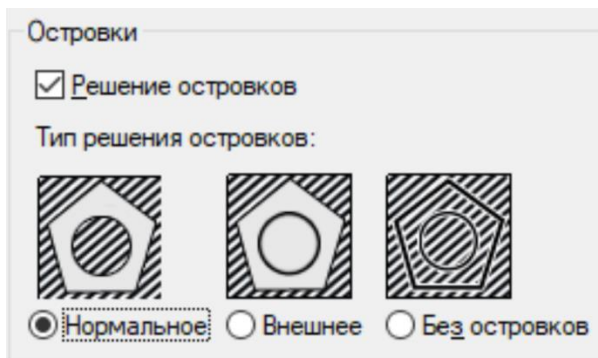 Островки
Решение островков
Тип решения островков:
Нормальное Внешнее Без островков